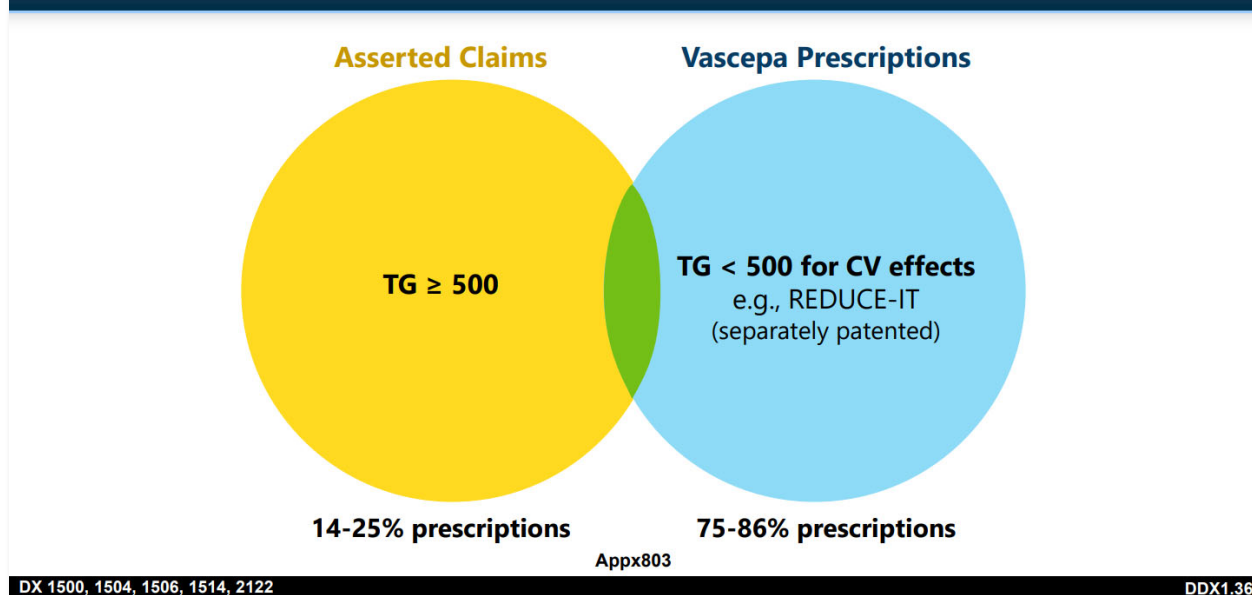 Asserted Claims
Vascepa Prescriptions
TG ≥ 500
TG < 500 for CV effects
e.g., REDUCE-IT
(separately patented)
14-25% prescriptions
75-86% prescriptions
Appx803
DX 1500, 1504, 1506, 1514, 2122
DDX1.36